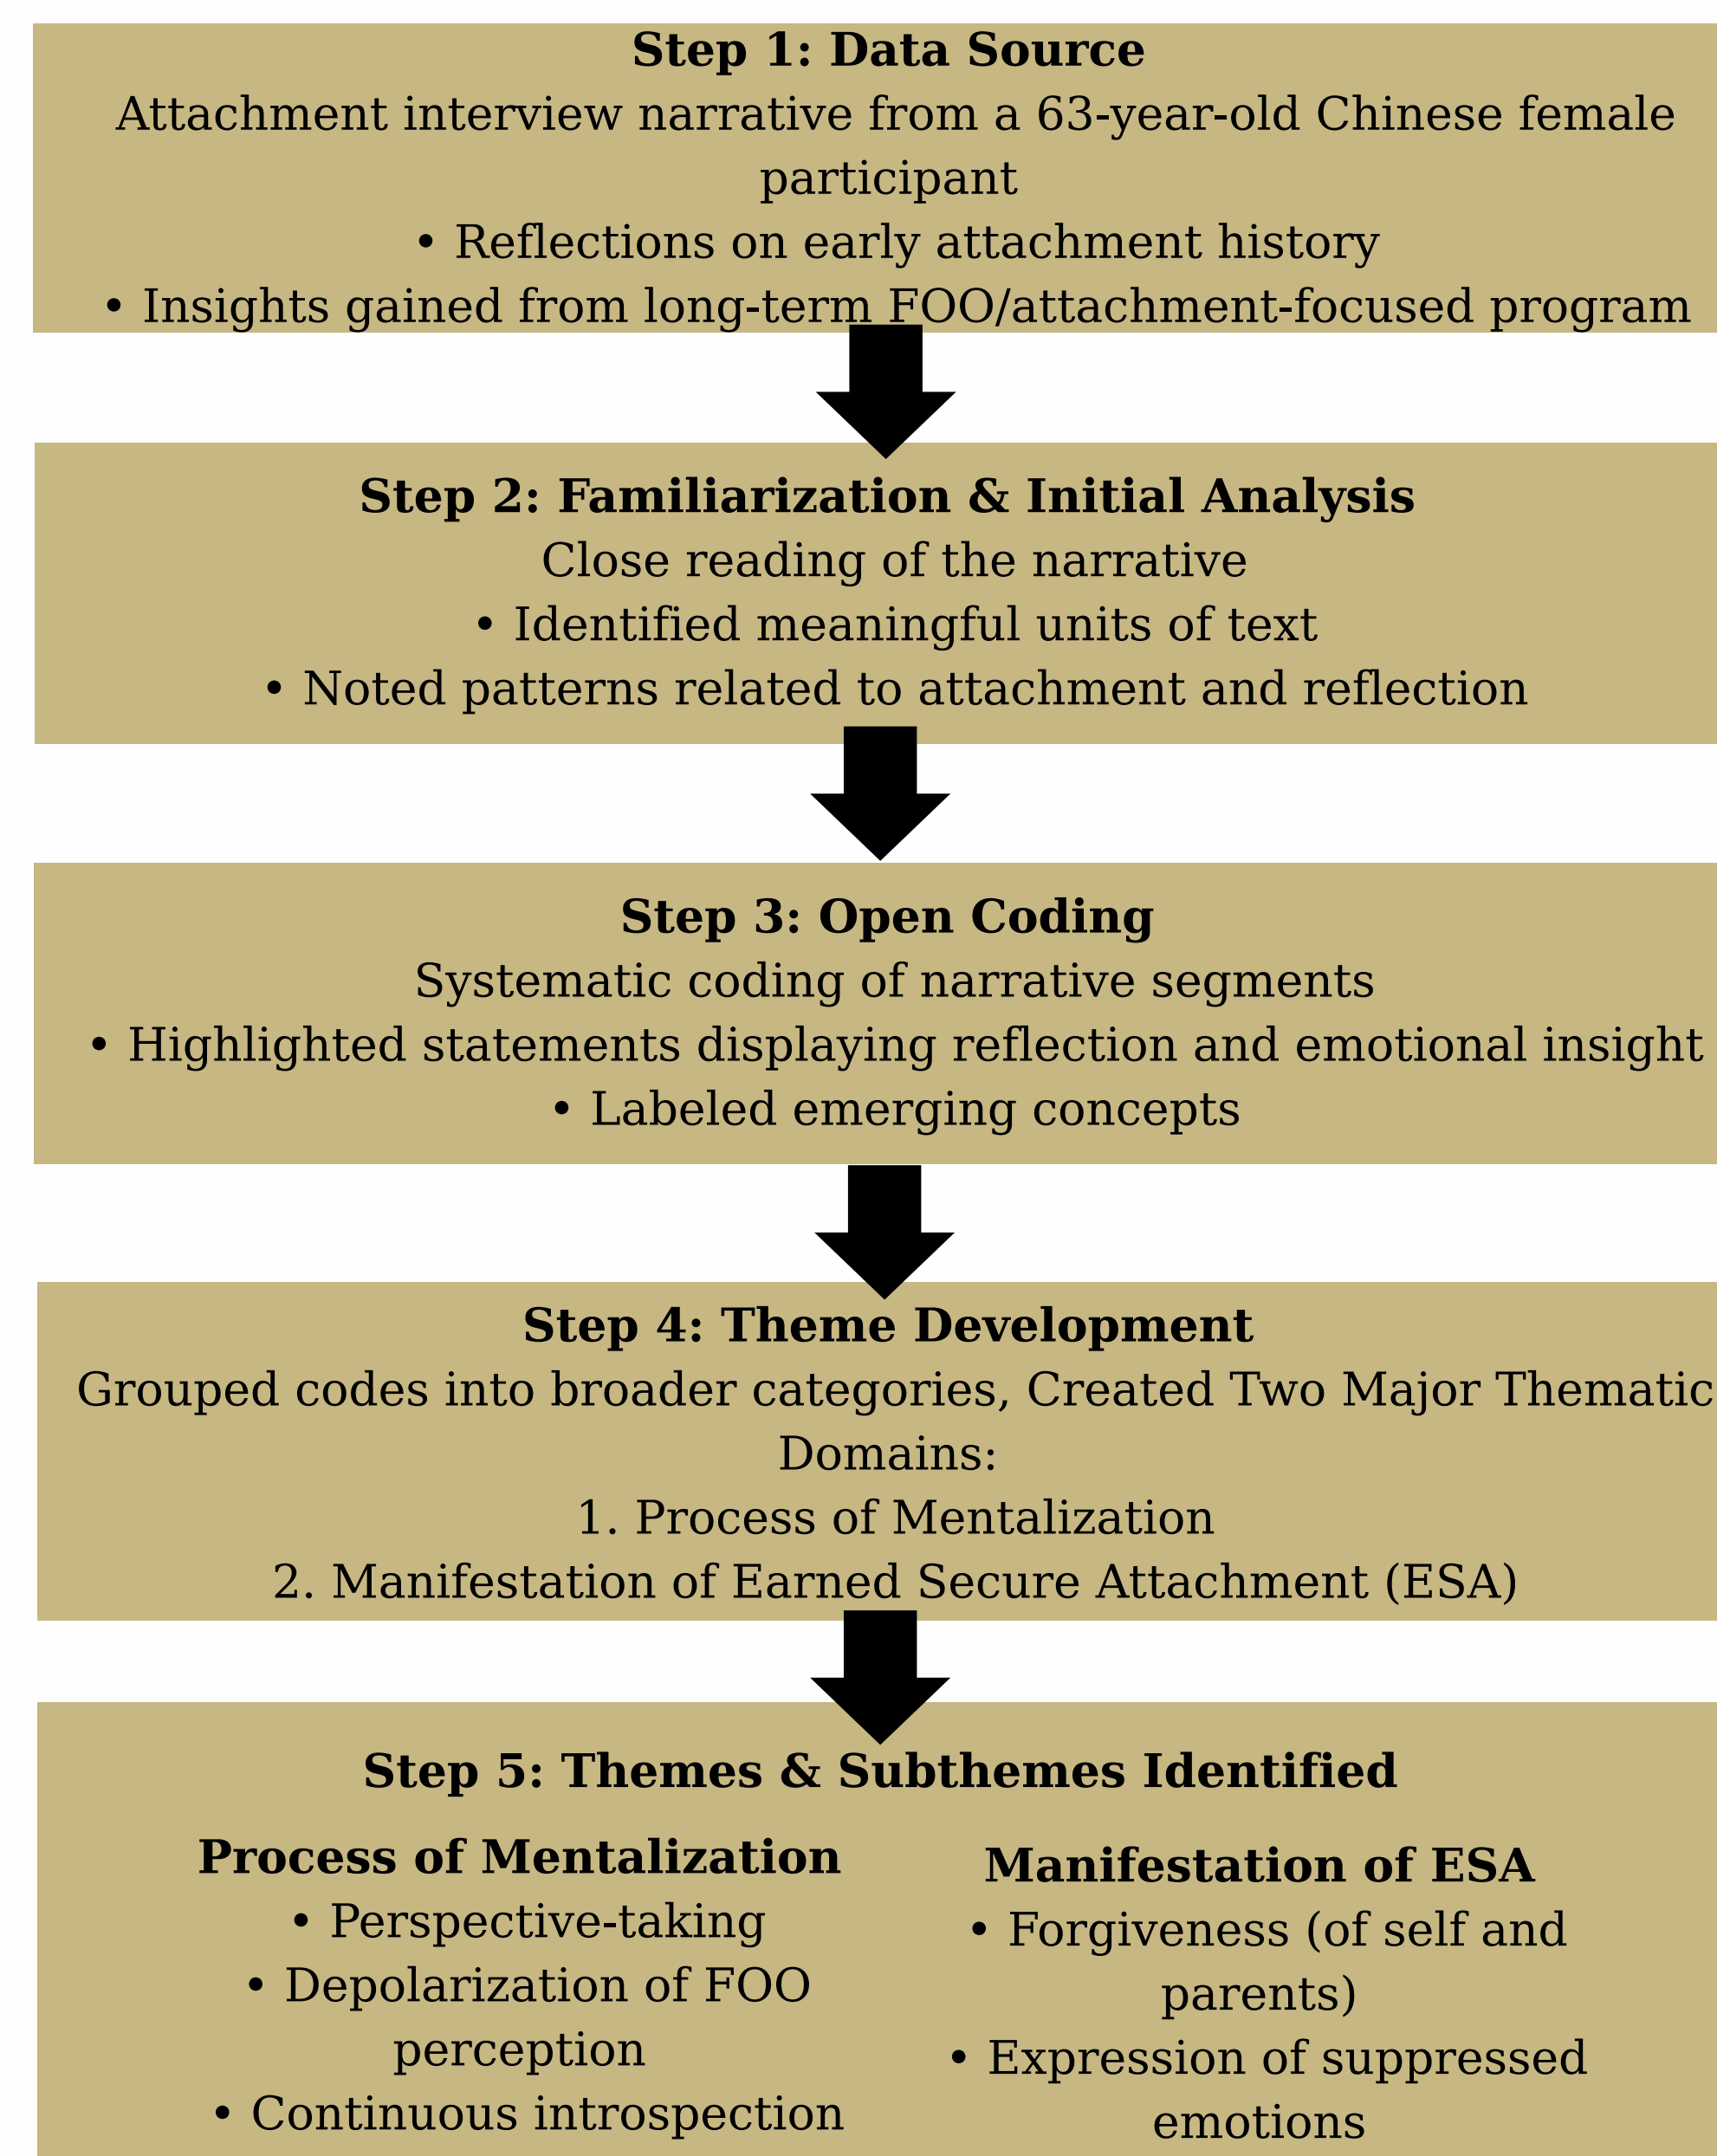 Step 1: Data Source
Attachment interview narrative from a 63-year-old Chinese female
participant
• Reflections on early attachment history
• Insights gained from long-term FOO/attachment-focused program
Step 2: Familiarization & Initial Analysis
Close reading of the narrative
• Identified meaningful units of text
• Noted patterns related to attachment and reflection
Step 3: Open Coding
Systematic coding of narrative segments
• Highlighted statements displaying reflection and emotional insight
• Labeled emerging concepts
Step 4: Theme Development
Grouped codes into broader categories, Created Two Major Thematic
Domains:
1. Process of Mentalization
2. Manifestation of Earned Secure Attachment (ESA)
Step 5: Themes & Subthemes Identified
Process of Mentalization
• Perspective-taking
• Depolarization of FOO
perception
• Continuous introspection
Manifestation of ESA
• Forgiveness (of self and
parents)
• Expression of suppressed
emotions